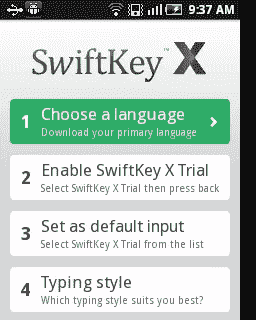 9:37 AM
SwiftKey™ X
1 Choose a language
Download your primary language
2 Enable SwiftKey X Trial
Select SwiftKey X Trial then press back
3 Set as default input
Select SwiftKey X Trial from the list
4 Typing style
Which typing style suits you best?